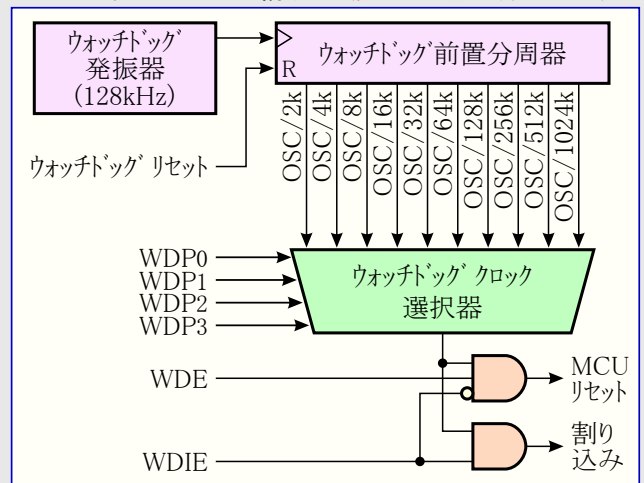 ウォッチドッグ
発振器
(128kHz)
ウォッチドッグ前置分周器
R
OSC/2k
OSC/4k
OSC/8k
OSC/16k
OSC/32k
OSC/64k
OSC/128k
OSC/256k
OSC/512k
OSC/1024k
ウォッチドッグ リセット
WDP0
WDP1
WDP2
WDP3
ウォッチドッグ クロック
選択器
WDE
MCU
リセット
WDIE
割り
込み